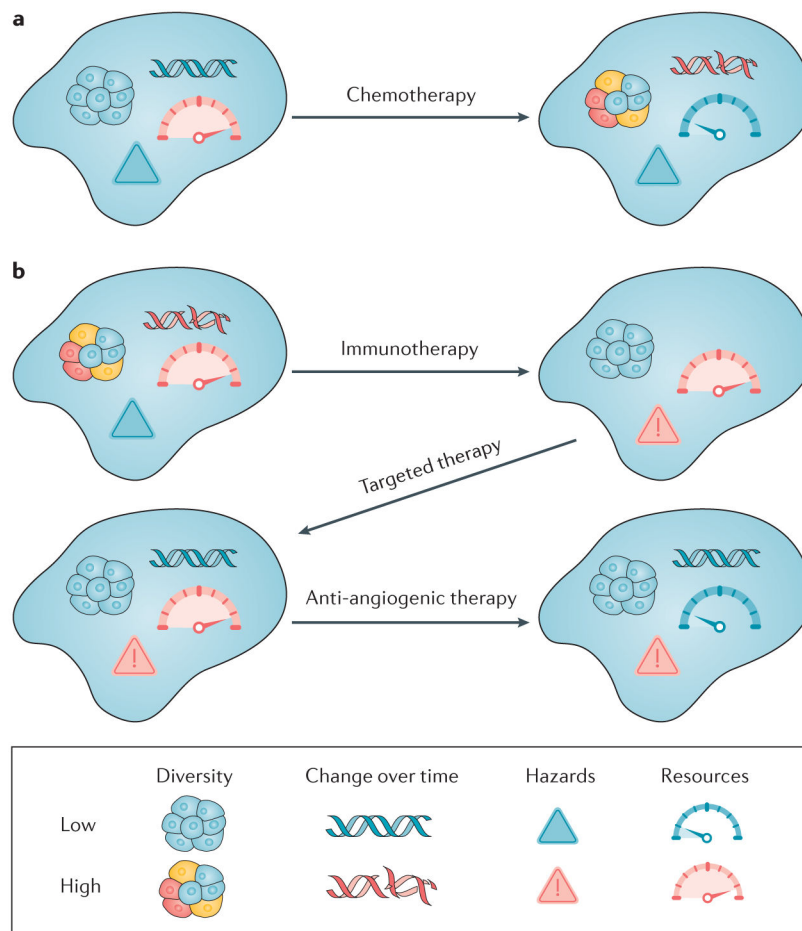 a
Chemotherapy
b
Immunotherapy
Targeted therapy
Anti-angiogenic therapy
Diversity Change over time Hazards Resources
Low
High